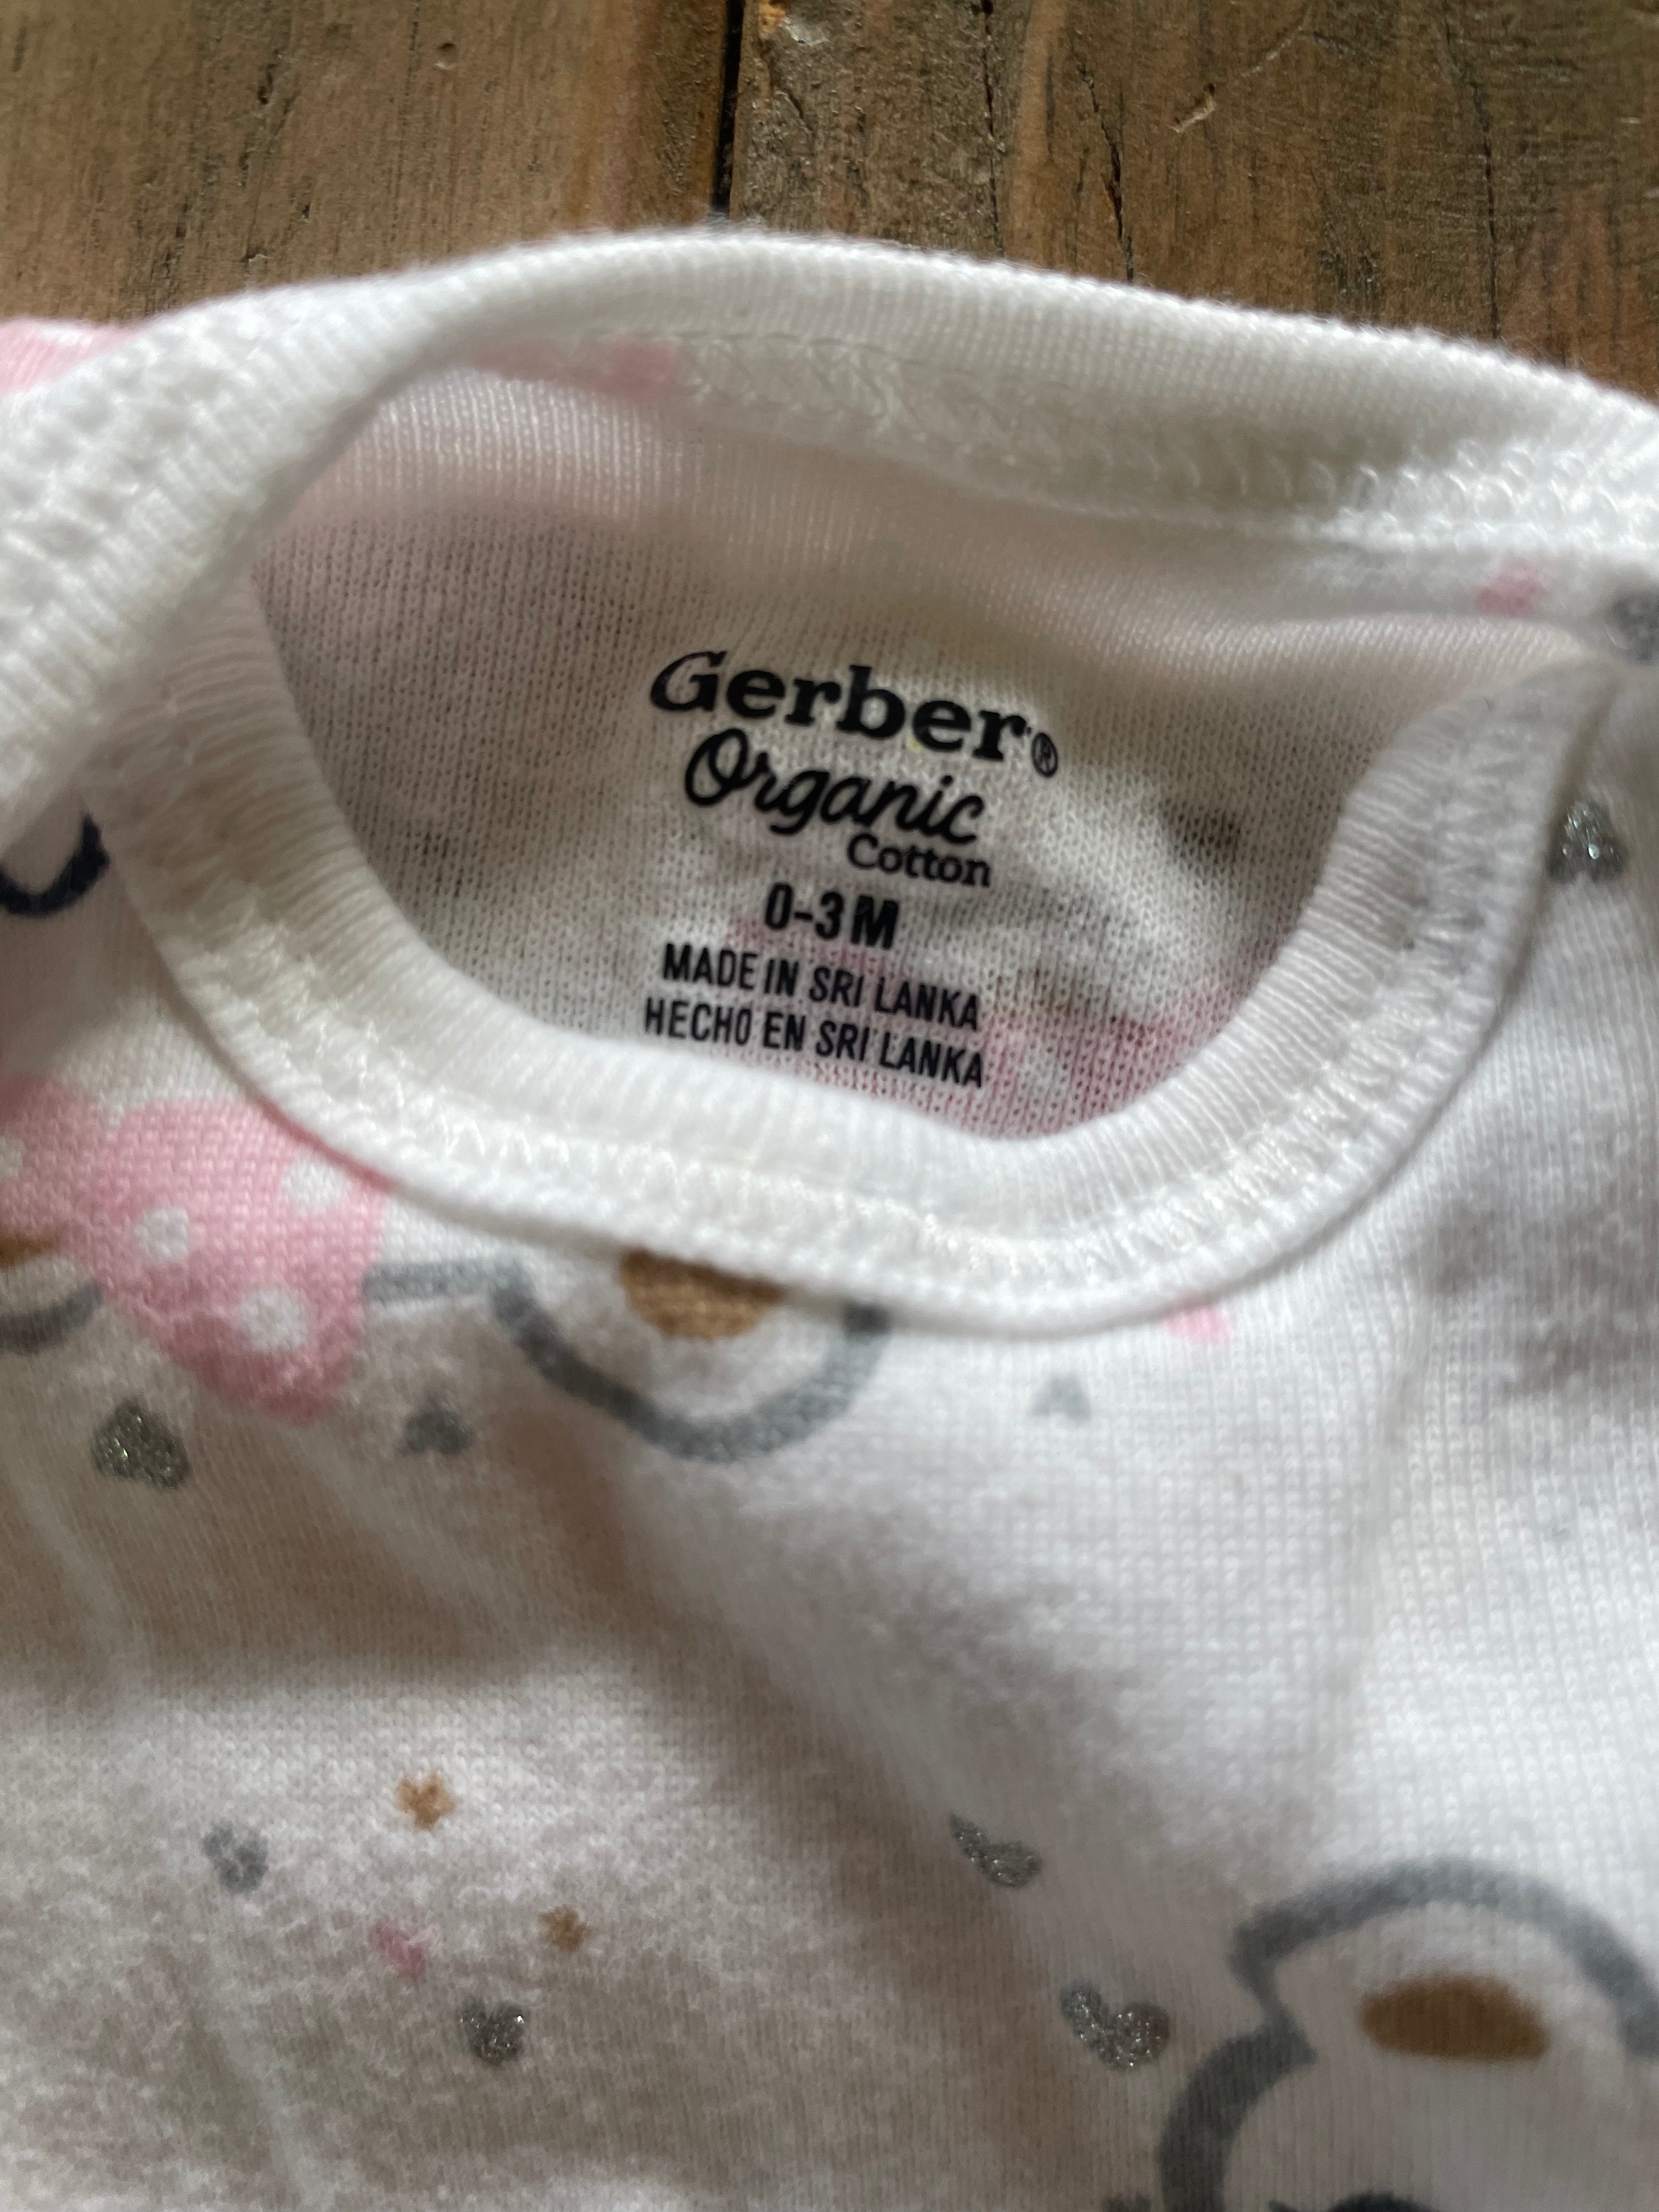 Gerber®
Organic
Cotton
0-3M
MADE IN SRI LANKA
HECHO EN SRI LANKA